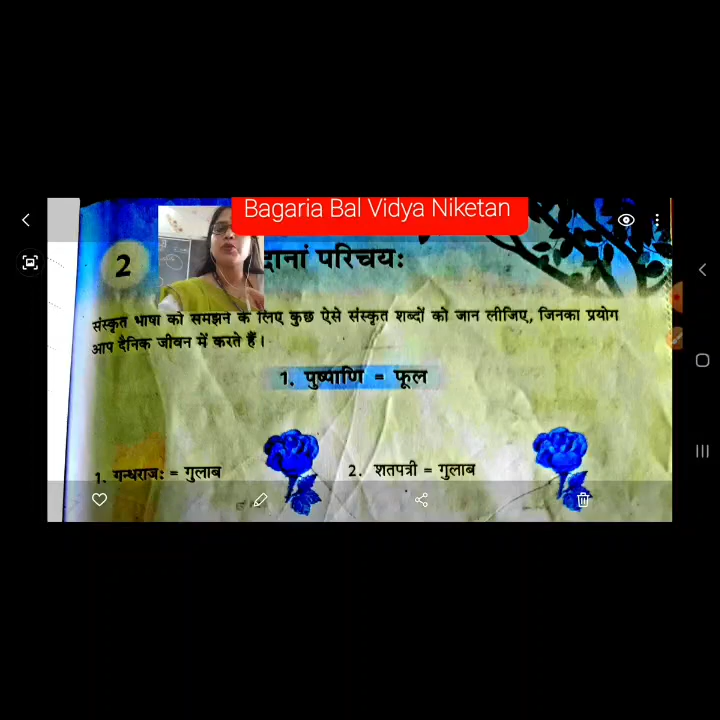 Bagaria Bal Vidya Niketan
2
परिचयः
संस्कृत भाषा को समझने के लिए कुछ ऐसे संस्कृत शब्दों को जान लीजिए, जिनका प्रयोग
आप दैनिक जीवन में करते हैं।
1. पुष्पाणि = फूल
1. गन्धराजः = गुलाब
2. शतपत्री = गुलाब